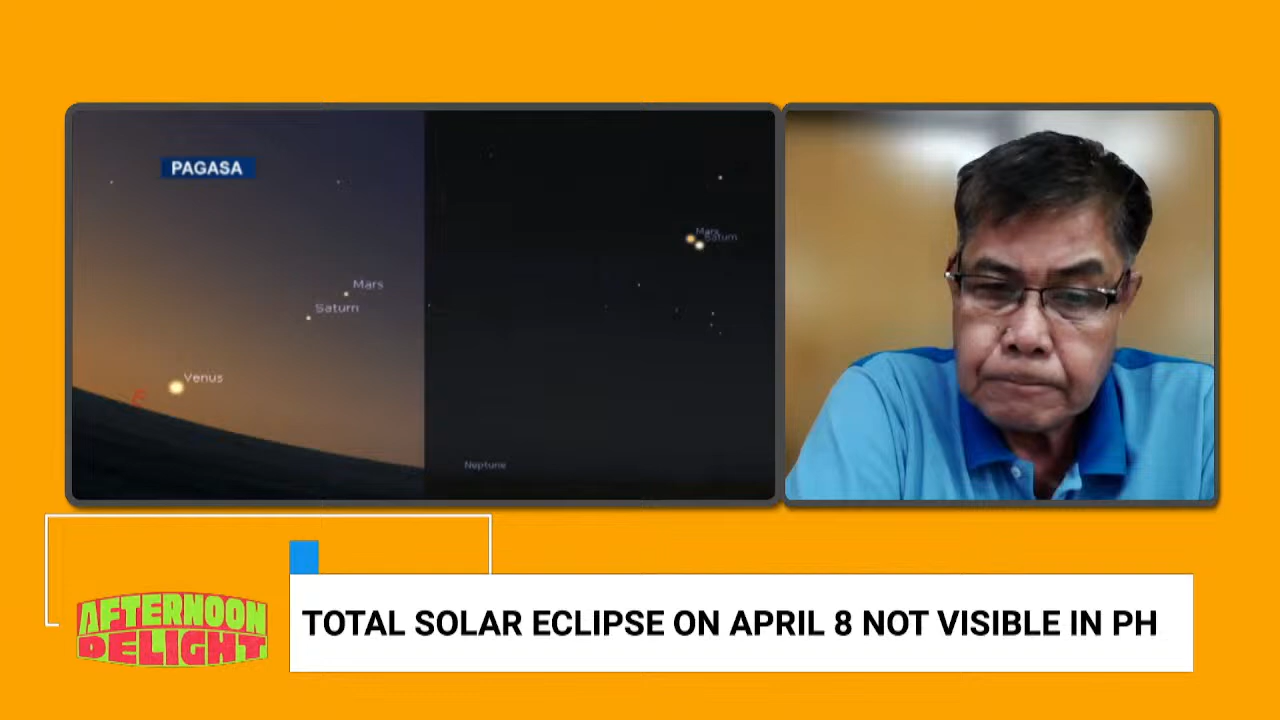 PAGASA
Mars
Saturn
Venus
E
Mars
Saturn
Neptune
AFTERNOON
DELIGHT
TOTAL SOLAR ECLIPSE ON APRIL 8 NOT VISIBLE IN PH